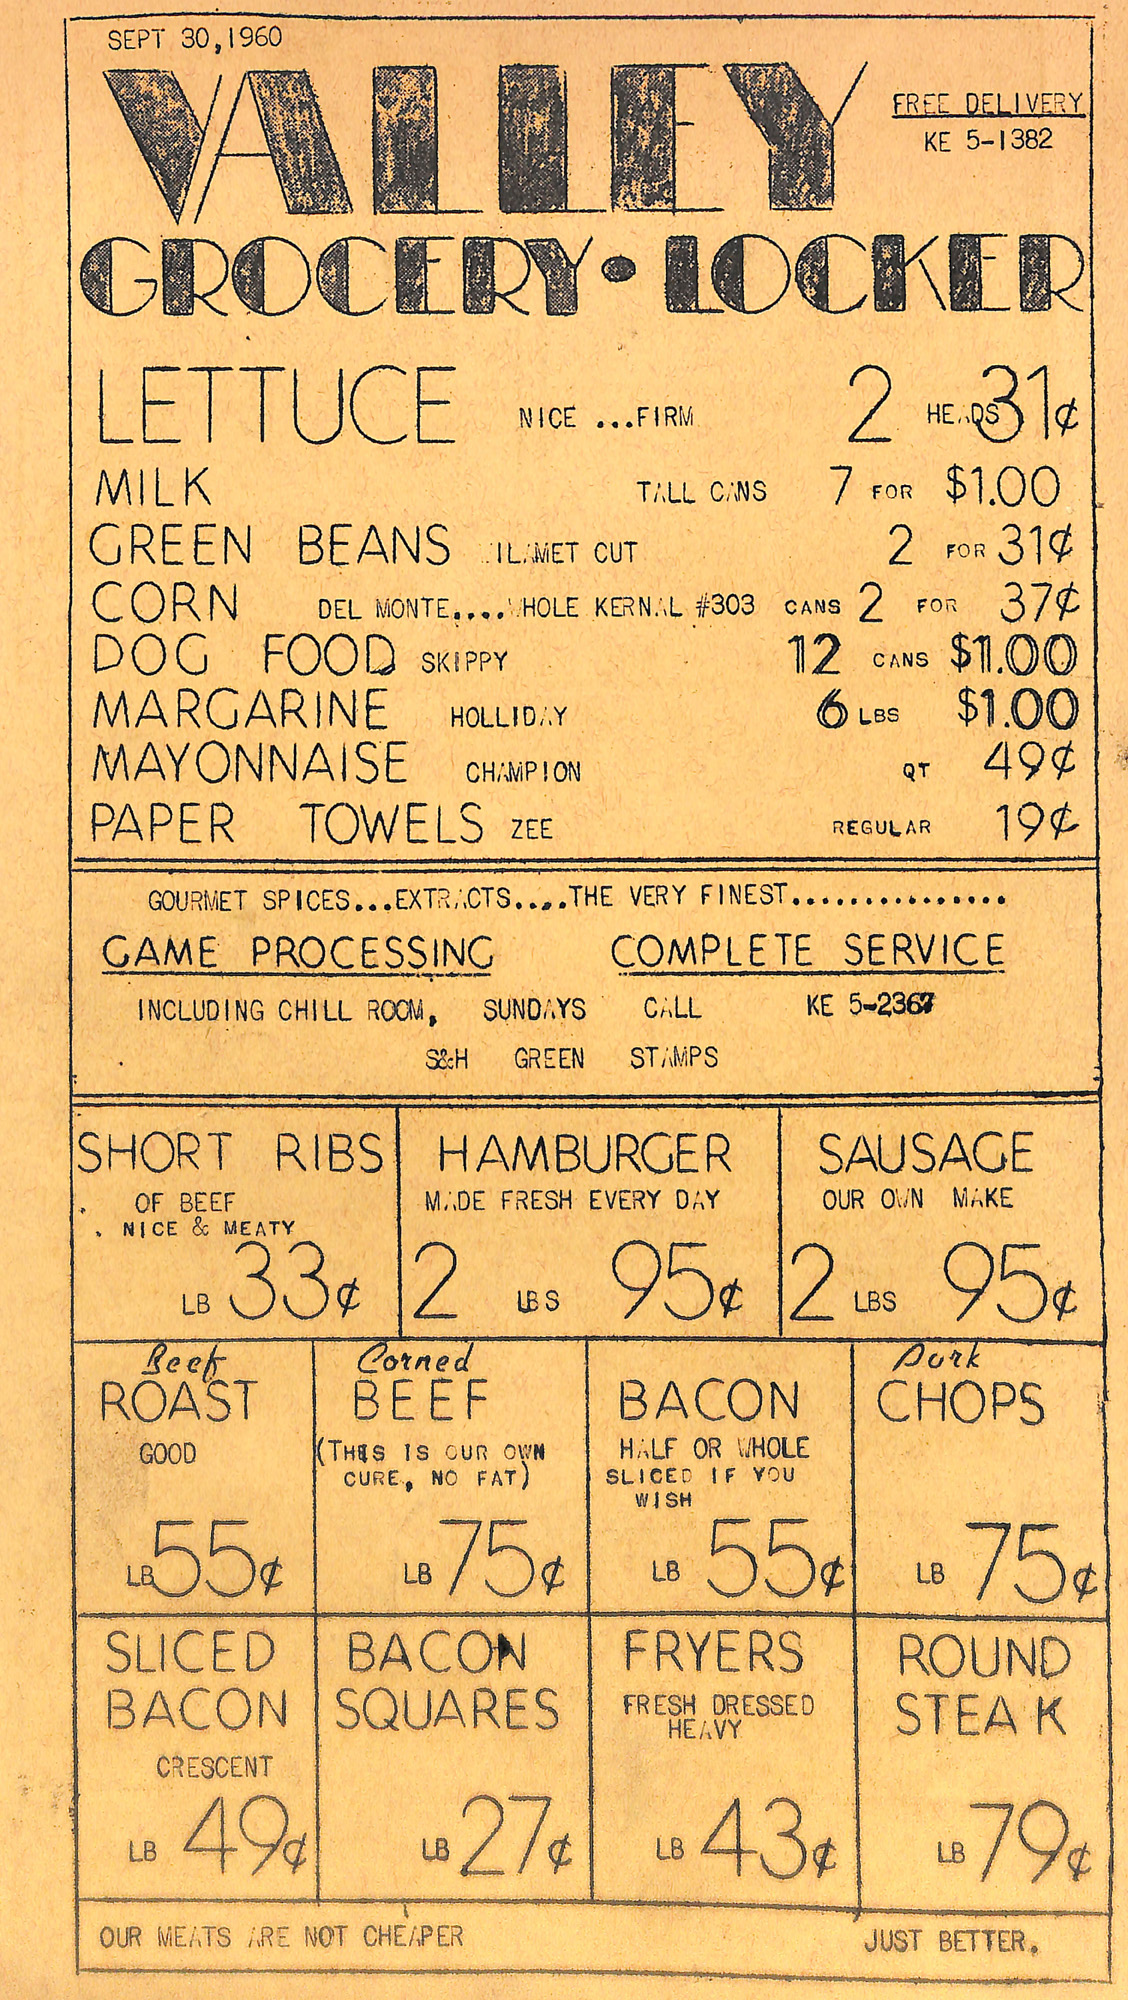 SEPT 30,1960
VALLEY
FREE DELIVERY
KE 5-1382
GROCERY • LOCKER
LETTUCE NICE ...FIRM 2 HEADS 31¢
MILK TALL CANS 7 FOR $1.00
GREEN BEANS CUT 2 FOR 31¢
CORN DEL MONTE....WHOLE KERNAL #303 CANS 2 FOR 37¢
DOG FOOD SKIPPY 12 CANS $1.00
MARGARINE HOLLIDAY 6 LBS $1.00
MAYONNAISE CHAMPION QT 49¢
PAPER TOWELS ZEE REGULAR 19¢
GOURMET SPICES...EXTRACTS....THE VERY FINEST................
GAME PROCESSING COMPLETE SERVICE
INCLUDING CHILL ROOM, SUNDAYS CALL KE 5-2367
S&H GREEN STAMPS
SHORT RIBS
OF BEEF
NICE & MEATY
LB 33¢
HAMBURGER
MADE FRESH EVERY DAY
2 LBS 95¢
SAUSAGE
OUR OWN MAKE
2 LBS 95¢
Beef
ROAST
GOOD
LB 55¢
Corned
BEEF
(THIS IS OUR OWN
CURE, NO FAT)
LB 75¢
BACON
HALF OR WHOLE
SLICED IF YOU
WISH
LB 55¢
Pork
CHOPS
LB 75¢
SLICED
BACON
CRESCENT
LB 49¢
BACON
SQUARES
LB 27¢
FRYERS
FRESH DRESSED
HEAVY
LB 43¢
ROUND
STEAK
LB 79¢
OUR MEATS ARE NOT CHEAPER JUST BETTER.